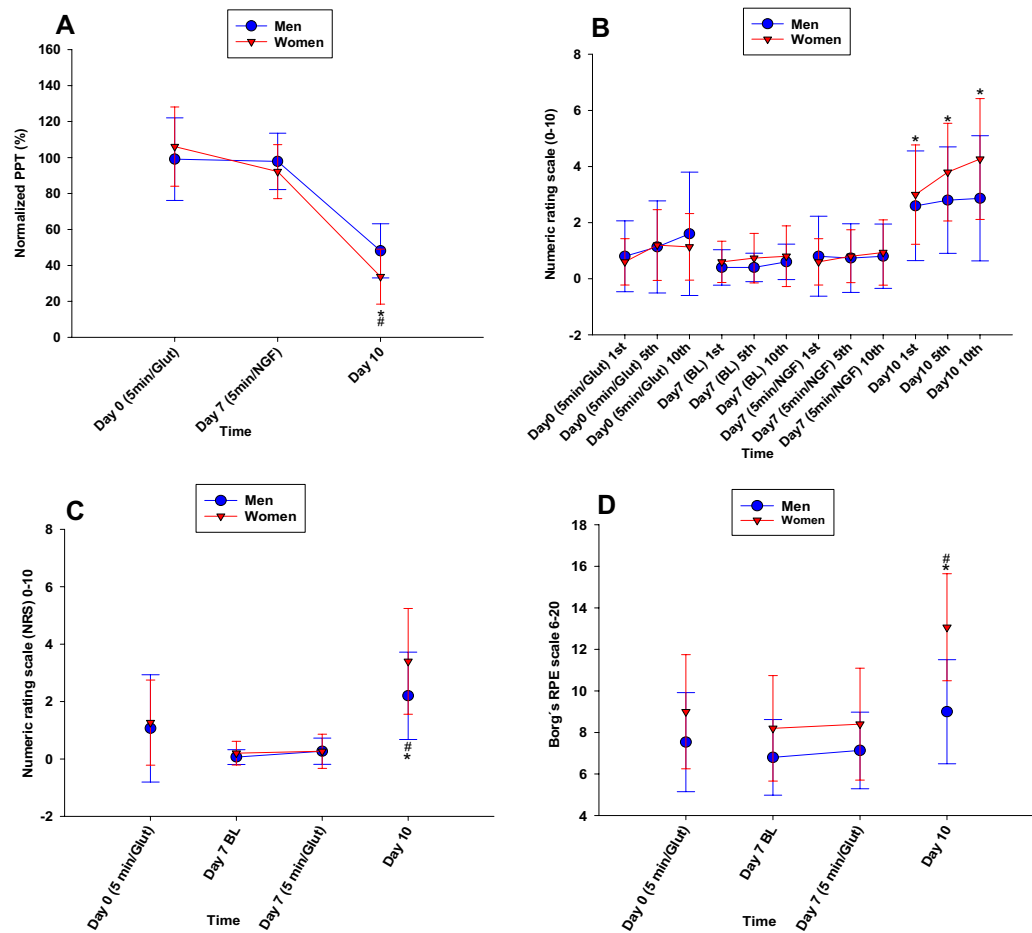 A
Men
Women
160
140
120
100
80
60
40
20
0
Normalized PPT (%)
*
#
Day 0 (5min/Glut)
Day 7 (5min/NGF)
Day 10
Time
B
Men
Women
8
6
4
2
0
-2
Numeric rating scale (0-10)
*
*
*
Day0 (5min/Glut) 1st
Day0 (5min/Glut) 5th
Day0 (5min/Glut) 10th
Day7 (BL) 1st
Day7 (BL) 5th
Day7 (BL) 10th
Day7 (5min/NGF) 1st
Day7 (5min/NGF) 5th
Day7 (5min/NGF) 10th
Day10 1st
Day10 5th
Day10 10th
Time
C
Men
Women
8
6
4
2
0
-2
Numeric rating scale (NRS) 0-10
#
*
Day 0 (5 min/Glut)
Day 7 BL
Day 7 (5 min/Glut)
Day 10
Time
D
Men
Women
18
16
14
12
10
8
6
4
Borg´s RPE scale 6-20
#
*
Day 0 (5 min/Glut)
Day 7 BL
Day 7 (5 min/Glut)
Day 10
Time